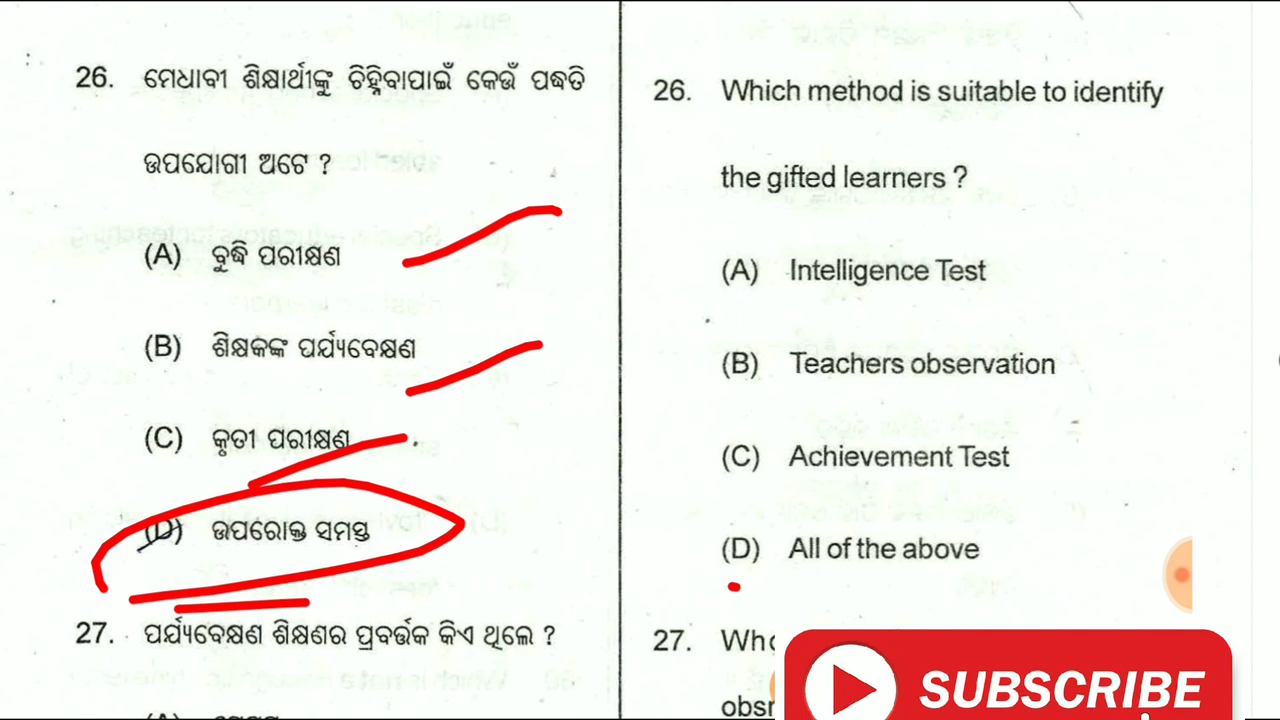 26. ମେଧାବୀ ଶିକ୍ଷାର୍ଥୀଙ୍କୁ ଚିହ୍ନିବାପାଇଁ କେଉଁ ପଦ୍ଧତି
ଉପଯୋଗୀ ଅଟେ ?
(A) ବୁଦ୍ଧି ପରୀକ୍ଷଣ
(B) ଶିକ୍ଷକଙ୍କ ପର୍ଯ୍ୟବେକ୍ଷଣ
(C) କୃତୀ ପରୀକ୍ଷଣ
(D) ଉପରୋକ୍ତ ସମସ୍ତ
27. ପର୍ଯ୍ୟବେକ୍ଷଣ ଶିକ୍ଷଣର ପ୍ରବର୍ତ୍ତକ କିଏ ଥିଲେ ?
26. Which method is suitable to identify
the gifted learners ?
(A) Intelligence Test
(B) Teachers observation
(C) Achievement Test
(D) All of the above
27.
SUBSCRIBE